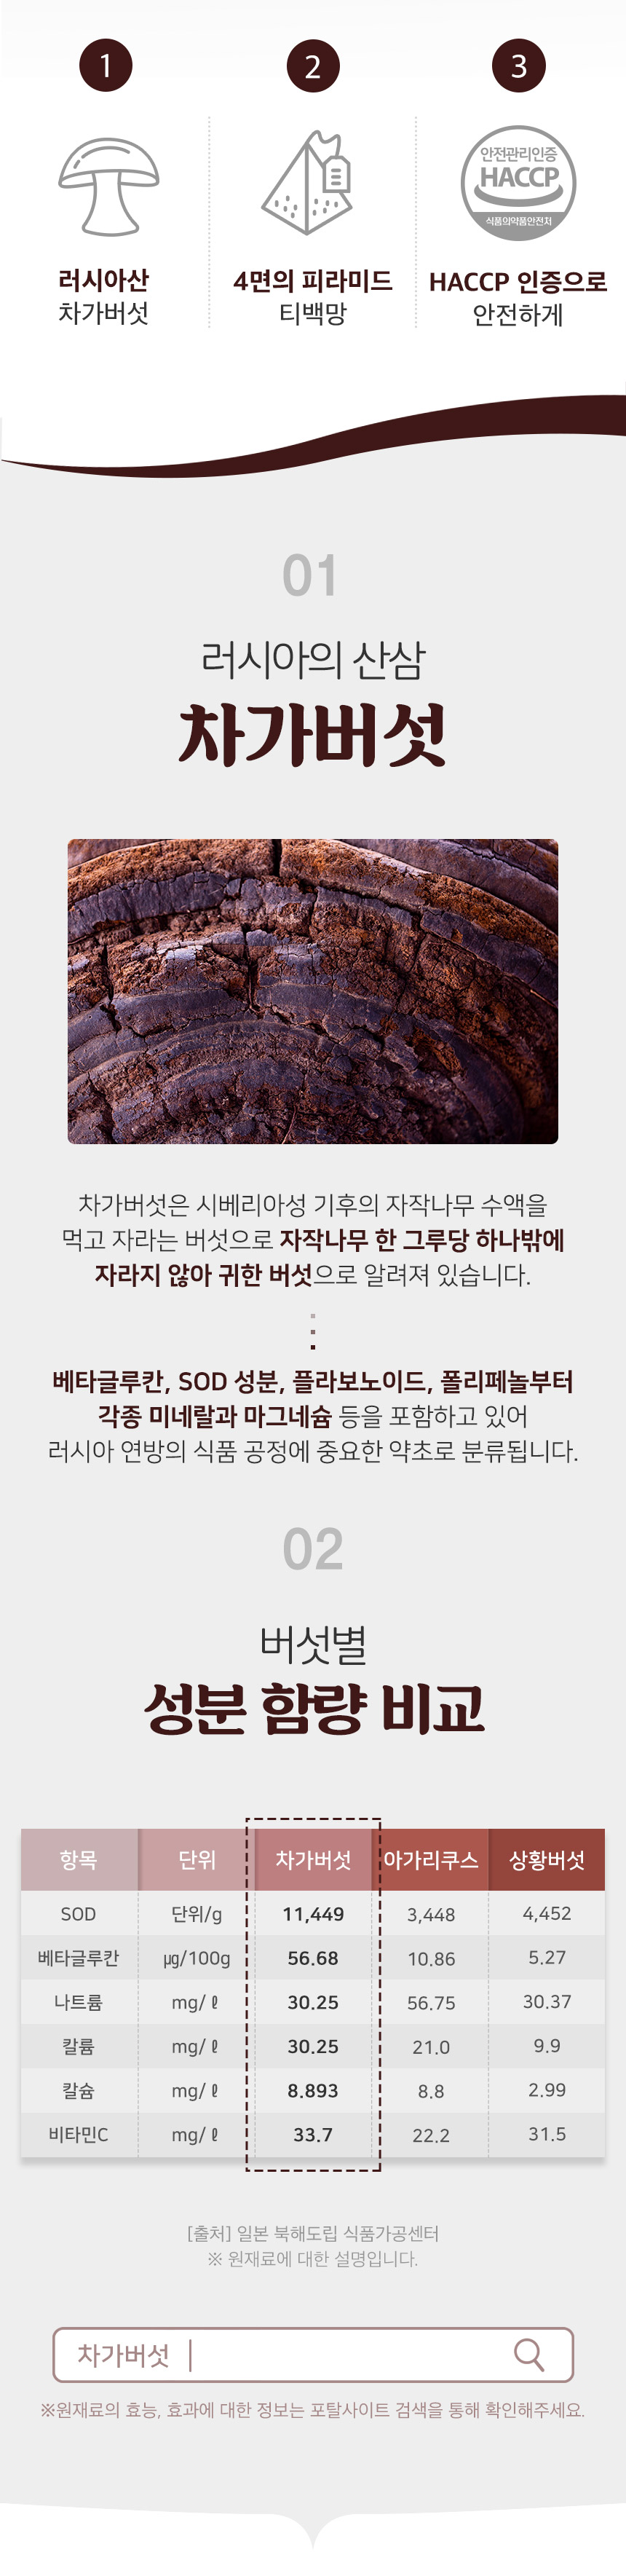 1
2
3
안전관리인증
HACCP
식품의약품안전처
러시아산
차가버섯
4면의 피라미드
티백망
HACCP 인증으로
안전하게
01
러시아의 산삼
차가버섯
차가버섯은 시베리아성 기후의 자작나무 수액을
먹고 자라는 버섯으로 자작나무 한 그루당 하나밖에
자라지 않아 귀한 버섯으로 알려져 있습니다.
베타글루칸, SOD 성분, 플라보노이드, 폴리페놀부터
각종 미네랄과 마그네슘 등을 포함하고 있어
러시아 연방의 식품 공정에 중요한 약초로 분류됩니다.
02
버섯별
성분 함량 비교
항목 단위 차가버섯 아가리쿠스 상황버섯
SOD 단위/g 11,449 3,448 4,452
베타글루칸 μg/100g 56.68 10.86 5.27
나트륨 mg/ℓ 30.25 56.75 30.37
칼륨 mg/ℓ 30.25 21.0 9.9
칼슘 mg/ℓ 8.893 8.8 2.99
비타민C mg/ℓ 33.7 22.2 31.5
[출처] 일본 북해도립 식품가공센터
※ 원재료에 대한 설명입니다.
차가버섯
※원재료의 효능, 효과에 대한 정보는 포탈사이트 검색을 통해 확인해주세요.